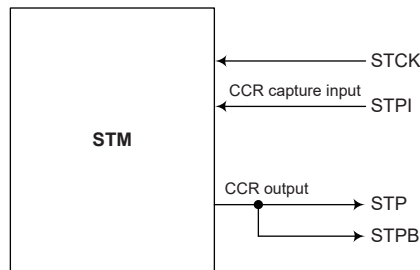 STCK
CCR capture input
STPI
STM
CCR output
STP
STPB